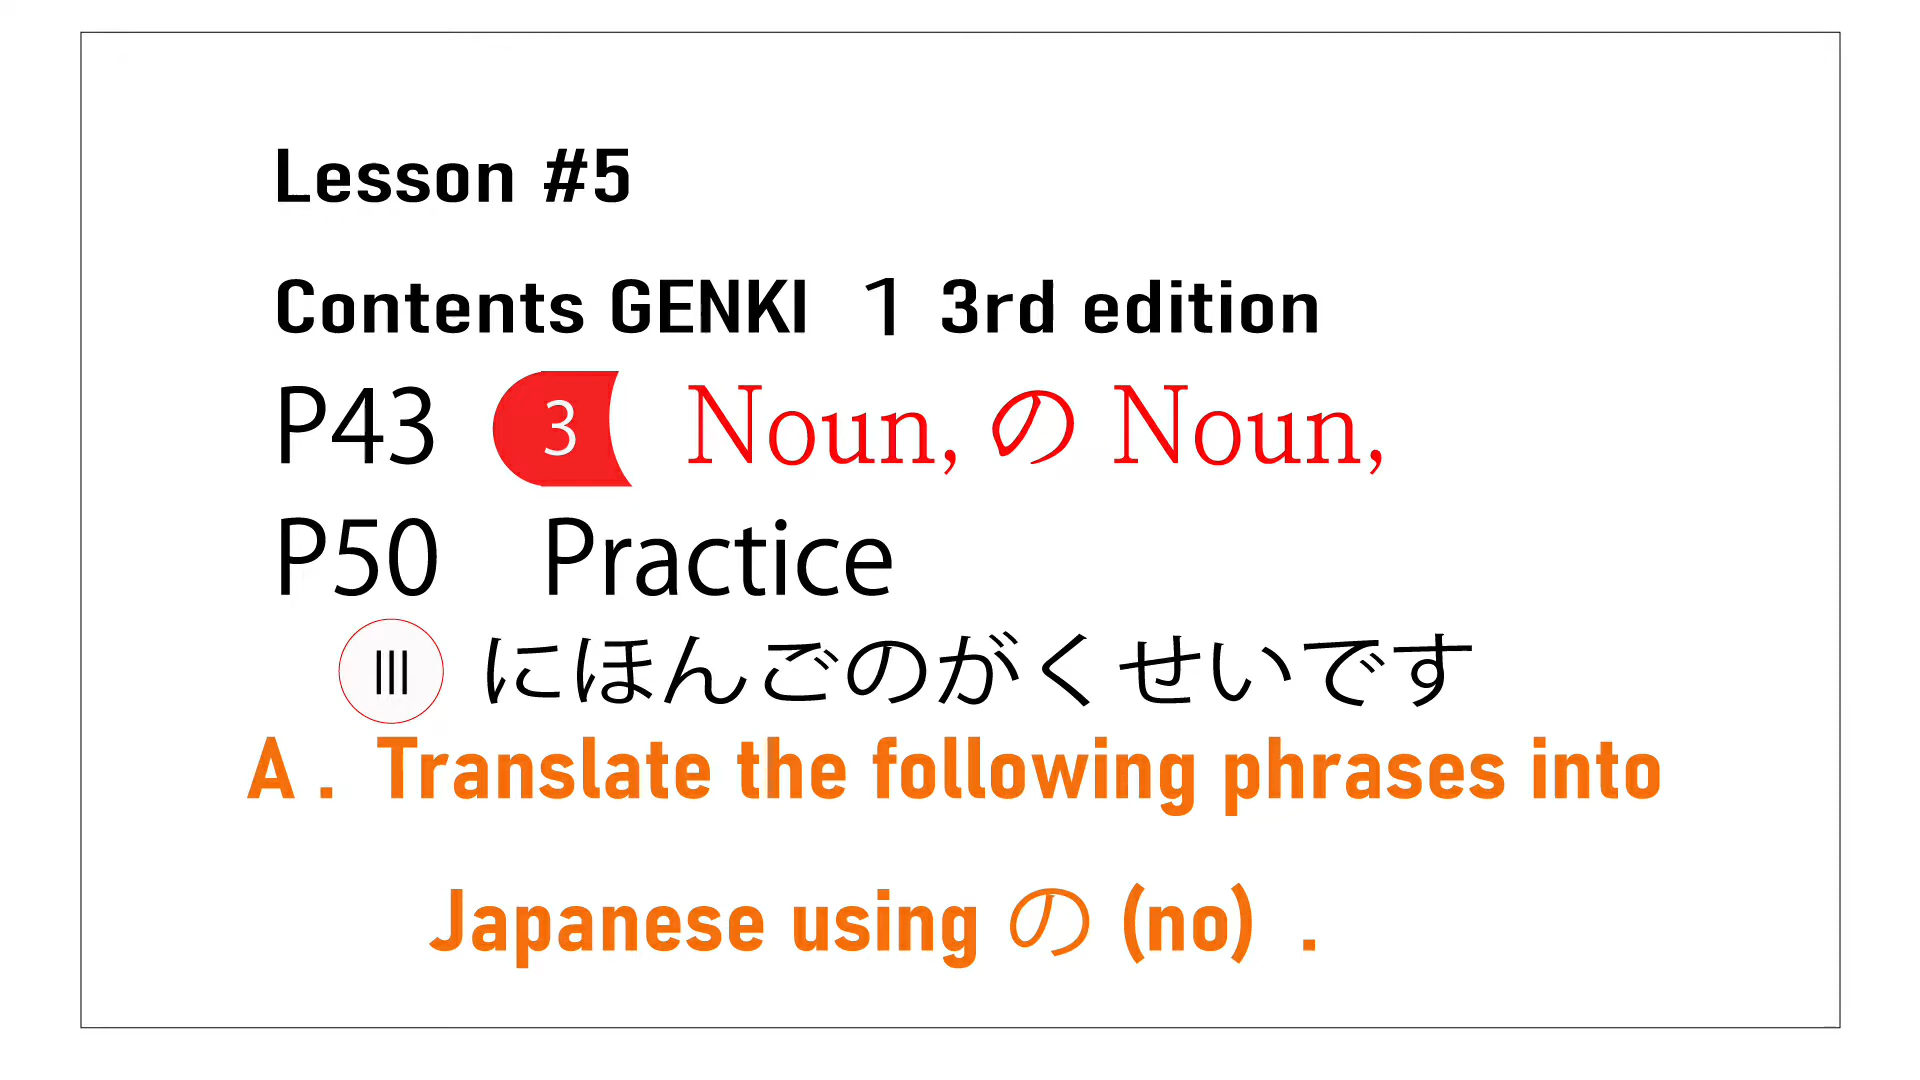 Lesson #5
Contents GENKI 1 3rd edition
P43 3 Noun, の Noun,
P50 Practice
III にほんごのがくせいです
A . Translate the following phrases into
Japanese using の (no) .